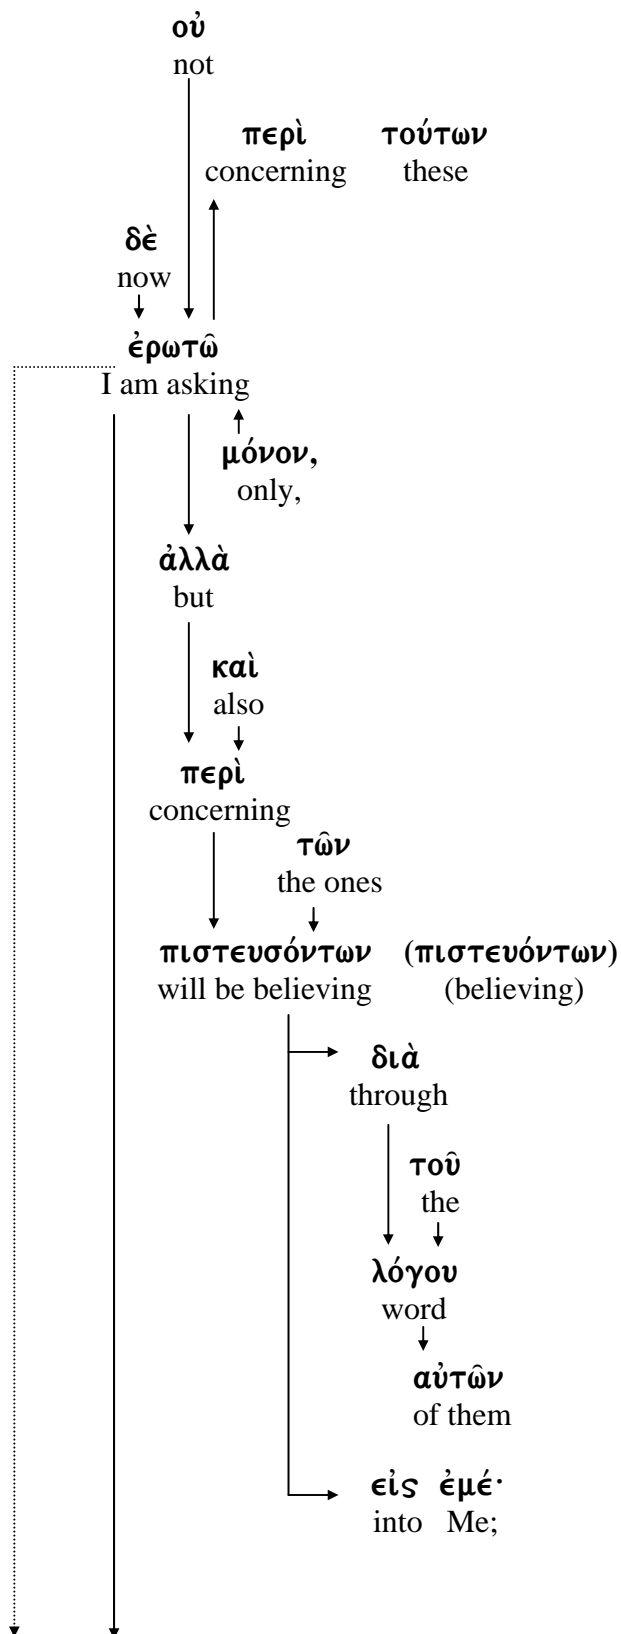 οὐ
not
περὶ τούτων
concerning these
δὲ
now
ἐρωτῶ
I am asking
μόνον,
only,
ἀλλὰ
but
καὶ
also
περὶ
concerning
τῶν
the ones
πιστευσόντων (πιστευόντων)
will be believing (believing)
διὰ
through
τοῦ
the
λόγου
word
αὐτῶν
of them
εἰς ἐμέ·
into Me;